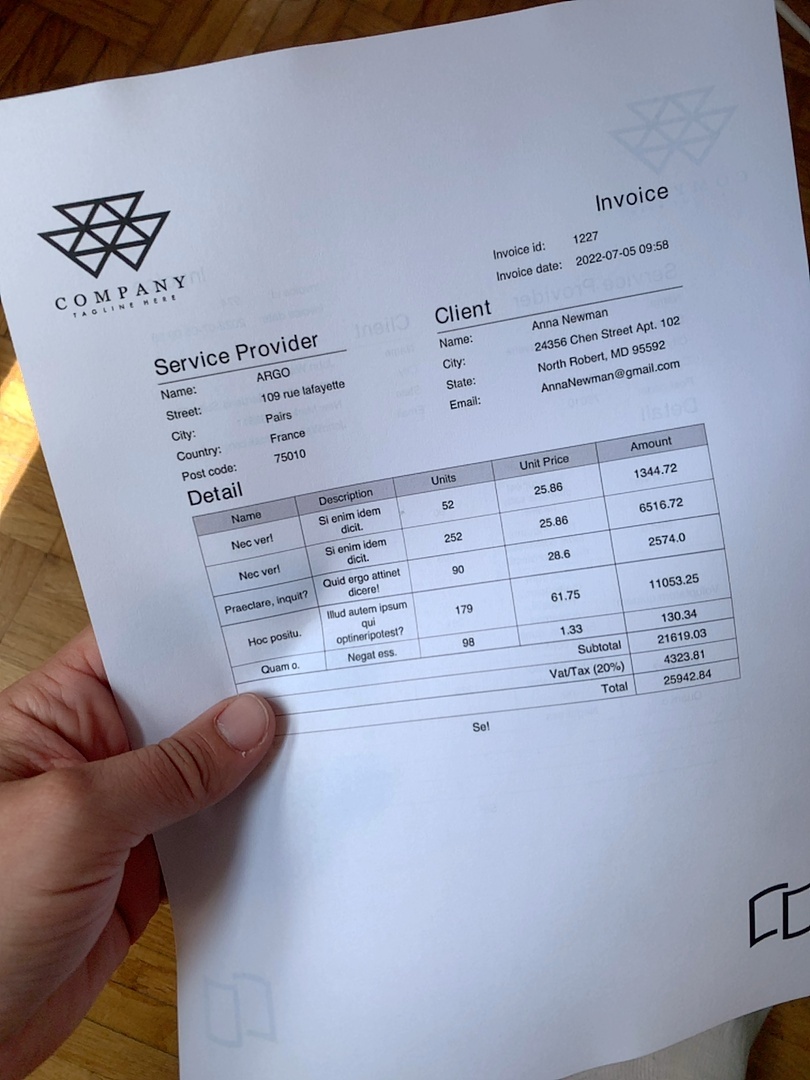 COMPANY
TAGLINE HERE
Invoice
Invoice id: 1227
Invoice date: 2022-07-05 09:58
Service Provider
Name: ARGO
Street: 109 rue lafayette
City: Pairs
Country: France
Post code: 75010
Client
Name: Anna Newman
City: 24356 Chen Street Apt. 102
State: North Robert, MD 95592
Email: AnnaNewman@gmail.com
Detail
Name Description Units Unit Price Amount
Nec ver! Si enim idem dicit. 52 25.86 1344.72
Nec ver! Si enim idem dicit. 252 25.86 6516.72
Praeclare, inquit? Quid ergo attinet dicere! 90 28.6 2574.0
Hoc positu. Illud autem ipsum qui optineripotest? 179 61.75 11053.25
Quam o. Negat ess. 98 1.33 130.34
Subtotal 21619.03
Vat/Tax (20%) 4323.81
Total 25942.84
Se!